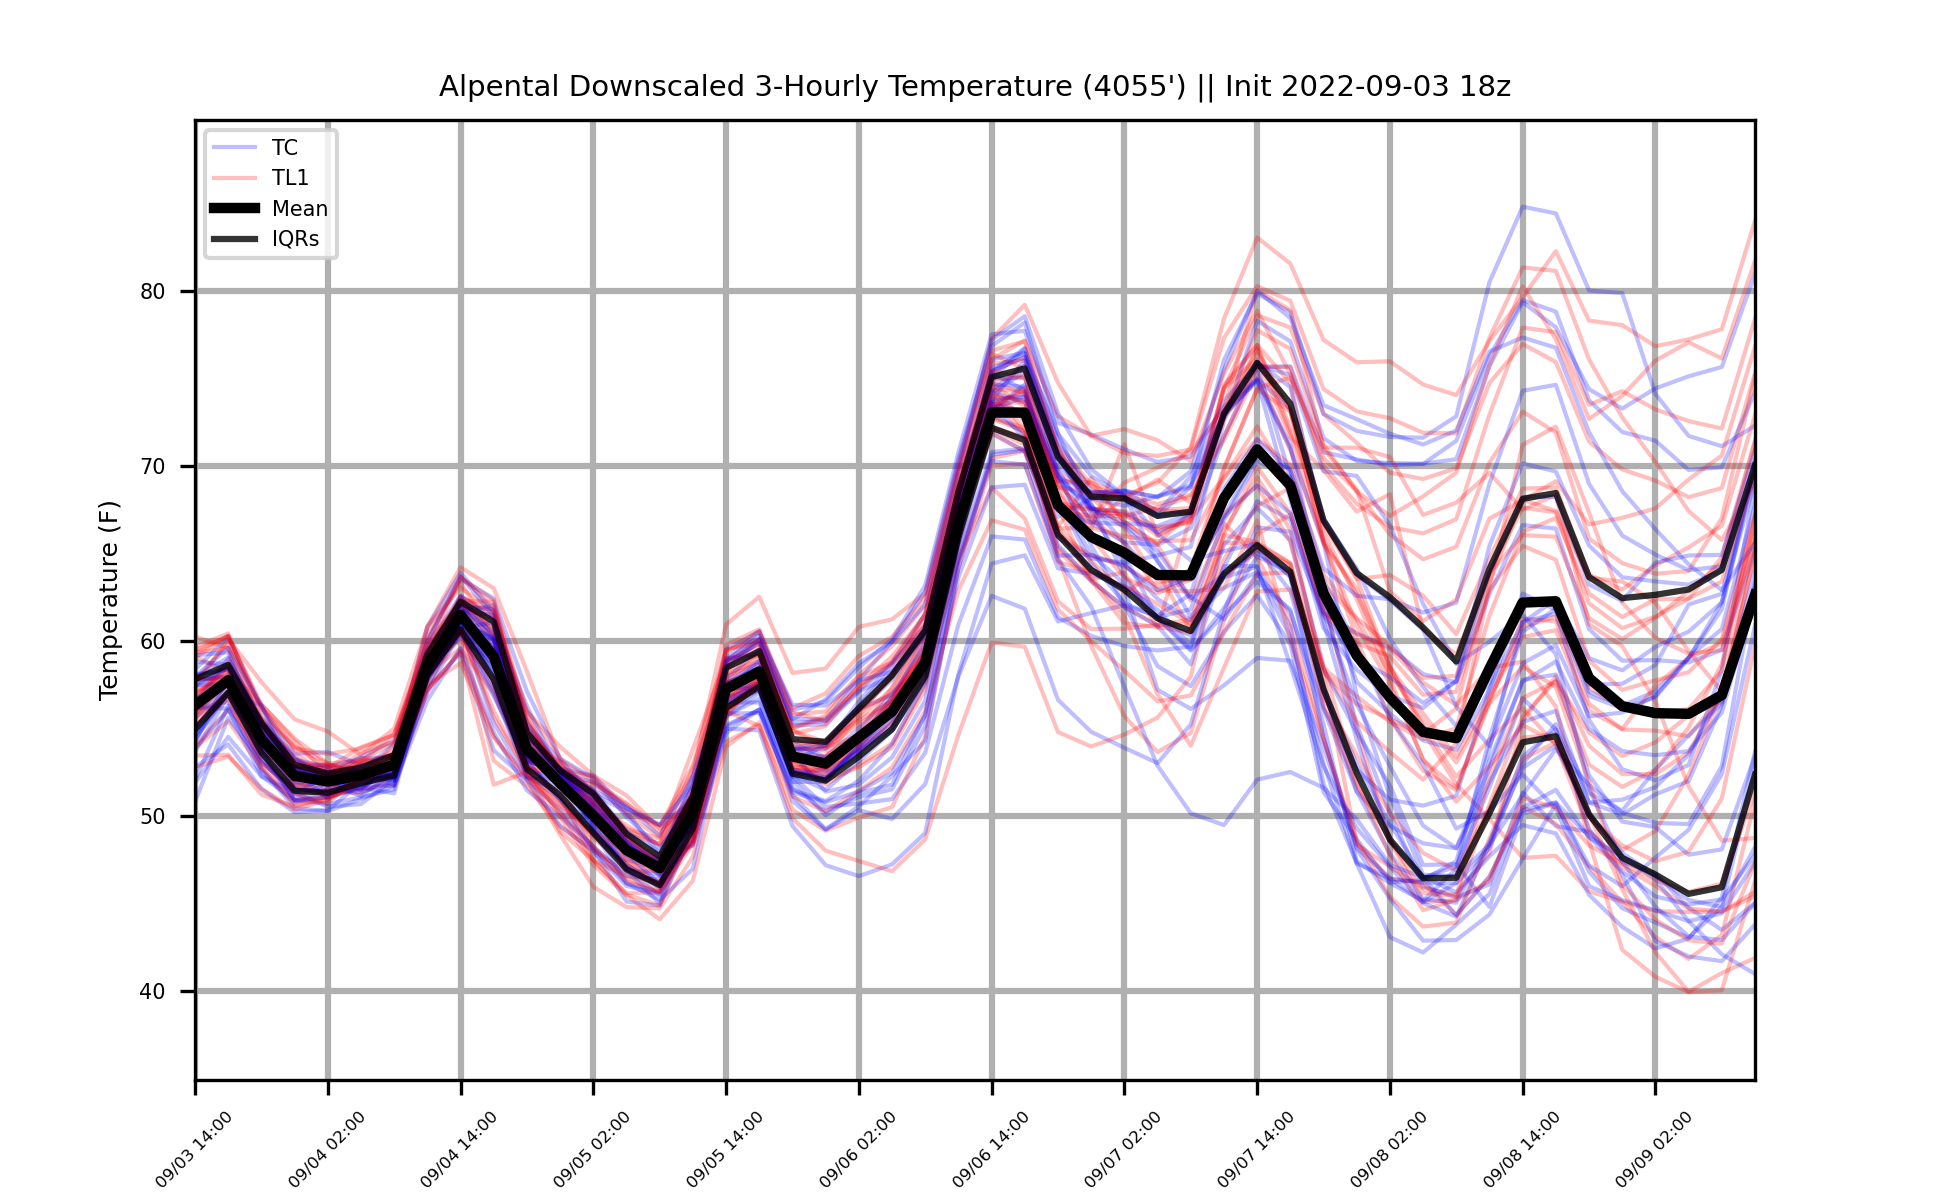 Alpental Downscaled 3-Hourly Temperature (4055') || Init 2022-09-03 18z
TC
TL1
Mean
IQRs
Temperature (F)
80
70
60
50
40
09/03 14:00
09/04 02:00
09/04 14:00
09/05 02:00
09/05 14:00
09/06 02:00
09/06 14:00
09/07 02:00
09/07 14:00
09/08 02:00
09/08 14:00
09/09 02:00